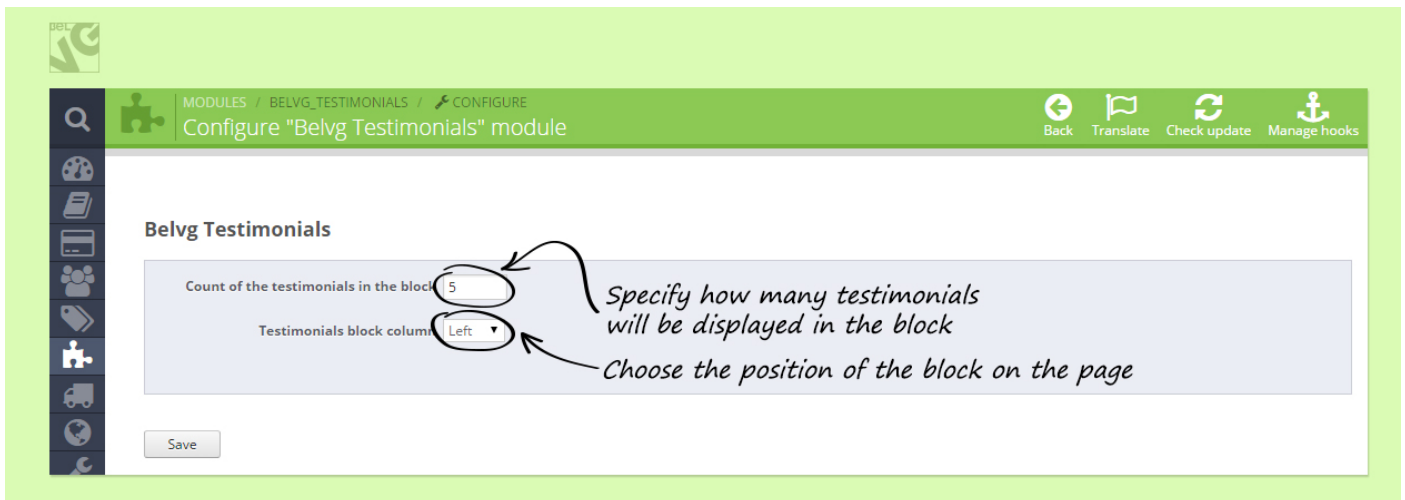 BEL
VG
MODULES / BELVG_TESTIMONIALS / CONFIGURE
Configure "Belvg Testimonials" module
Back Translate Check update Manage hooks
Belvg Testimonials
Count of the testimonials in the block 5
Specify how many testimonials
will be displayed in the block
Testimonials block column Left
Choose the position of the block on the page
Save